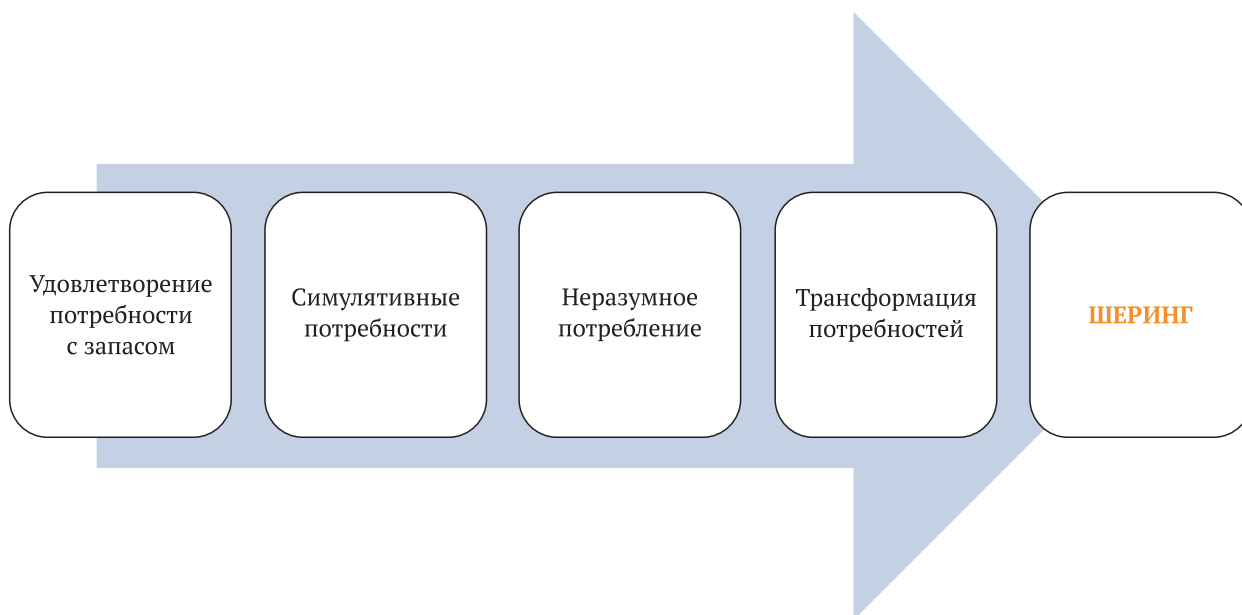 Удовлетворение
потребности
с запасом
Симулятивные
потребности
Неразумное
потребление
Трансформация
потребностей
ШЕРИНГ